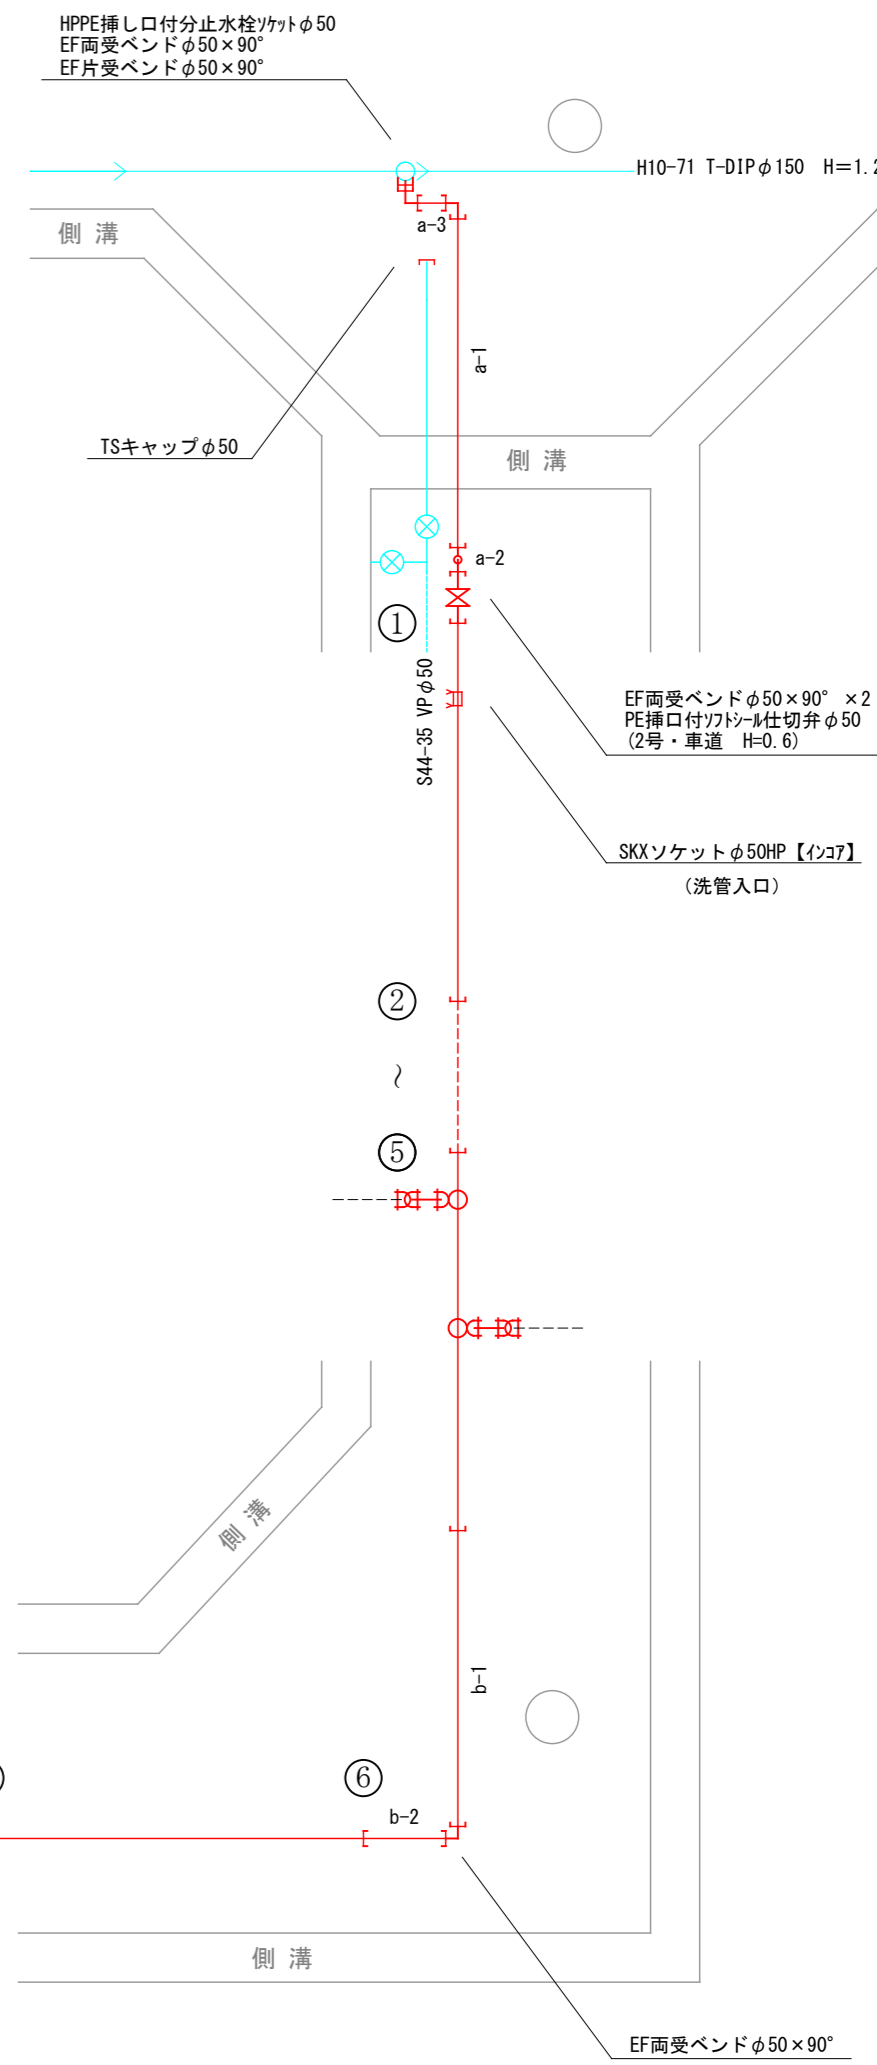 HPPE挿し口付分止水栓ｿｹｯﾄφ50
EF両受ベンドφ50×90°
EF片受ベンドφ50×90°
H10-71 T-DIPφ150 H=1.2
側 溝
a-3
a-1
TSキャップφ50
側 溝
a-2
①
S44-35 VPφ50
EF両受ベンドφ50×90° ×2
PE挿口付ｿﾌﾄｼｰﾙ仕切弁φ50
(2号・車道 H=0.6)
SKXソケットφ50HP【ｲﾝｺｱ】
(洗管入口)
②
～
⑤
側 溝
b-1
⑥
b-2
側 溝
EF両受ベンドφ50×90°